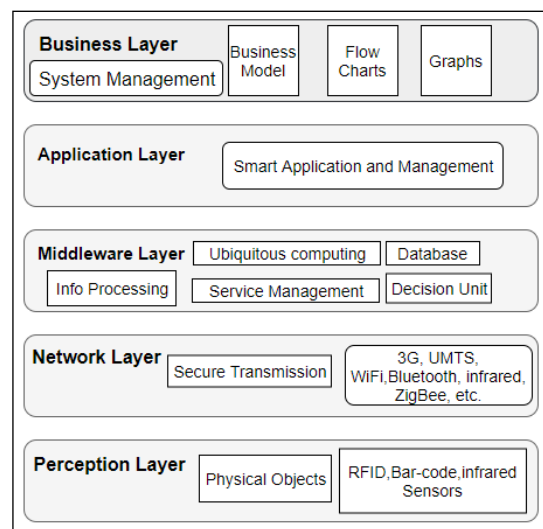 Business Layer
System Management
Business
Model
Flow
Charts
Graphs
Application Layer
Smart Application and Management
Middleware Layer
Ubiquitous computing
Database
Info Processing
Service Management
Decision Unit
Network Layer
Secure Transmission
3G, UMTS,
WiFi,Bluetooth, infrared,
ZigBee, etc.
Perception Layer
Physical Objects
RFID,Bar-code,infrared
Sensors